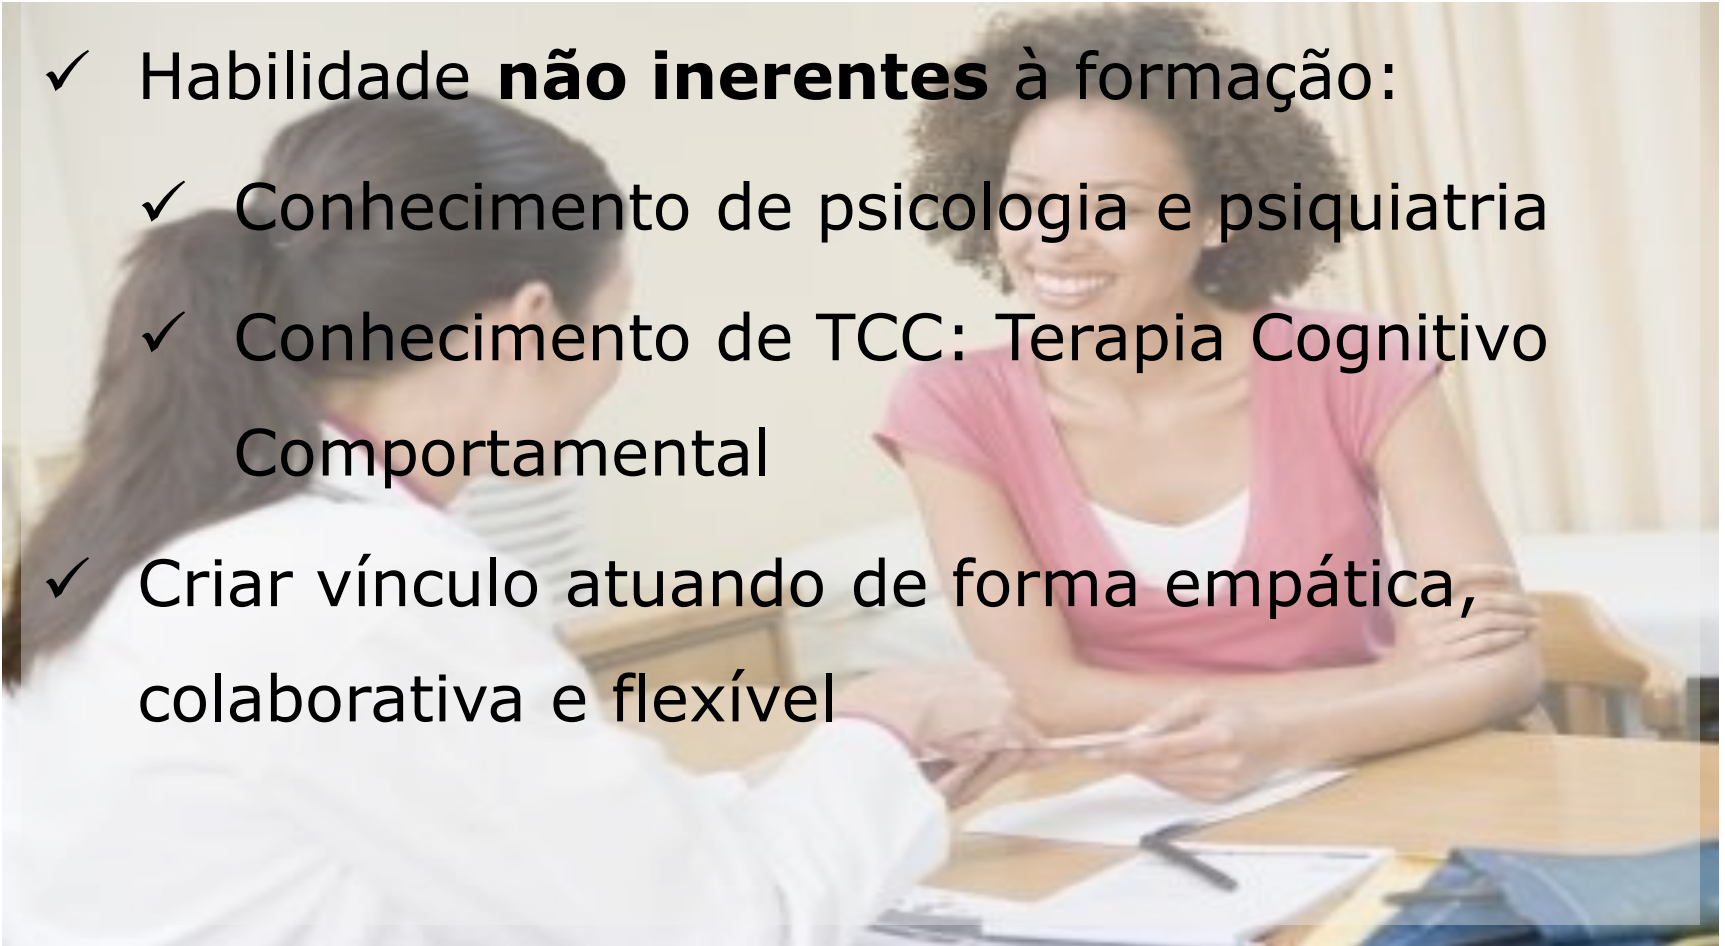 ✓ Habilidade não inerentes à formação:
✓ Conhecimento de psicologia e psiquiatria
✓ Conhecimento de TCC: Terapia Cognitivo
Comportamental
✓ Criar vínculo atuando de forma empática,
colaborativa e flexível